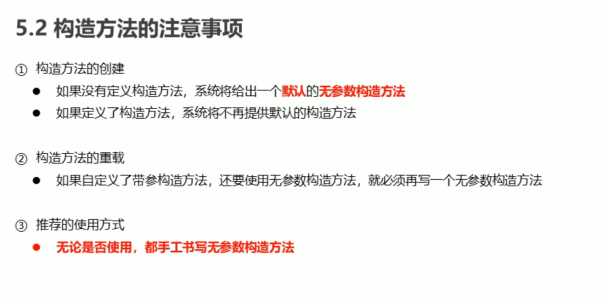 5.2 构造方法的注意事项
① 构造方法的创建
● 如果没有定义构造方法，系统将给出一个默认的无参数构造方法
● 如果定义了构造方法，系统将不再提供默认的构造方法
② 构造方法的重载
● 如果自定义了带参构造方法，还要使用无参数构造方法，就必须再写一个无参数构造方法
③ 推荐的使用方式
● 无论是否使用，都手工书写无参数构造方法